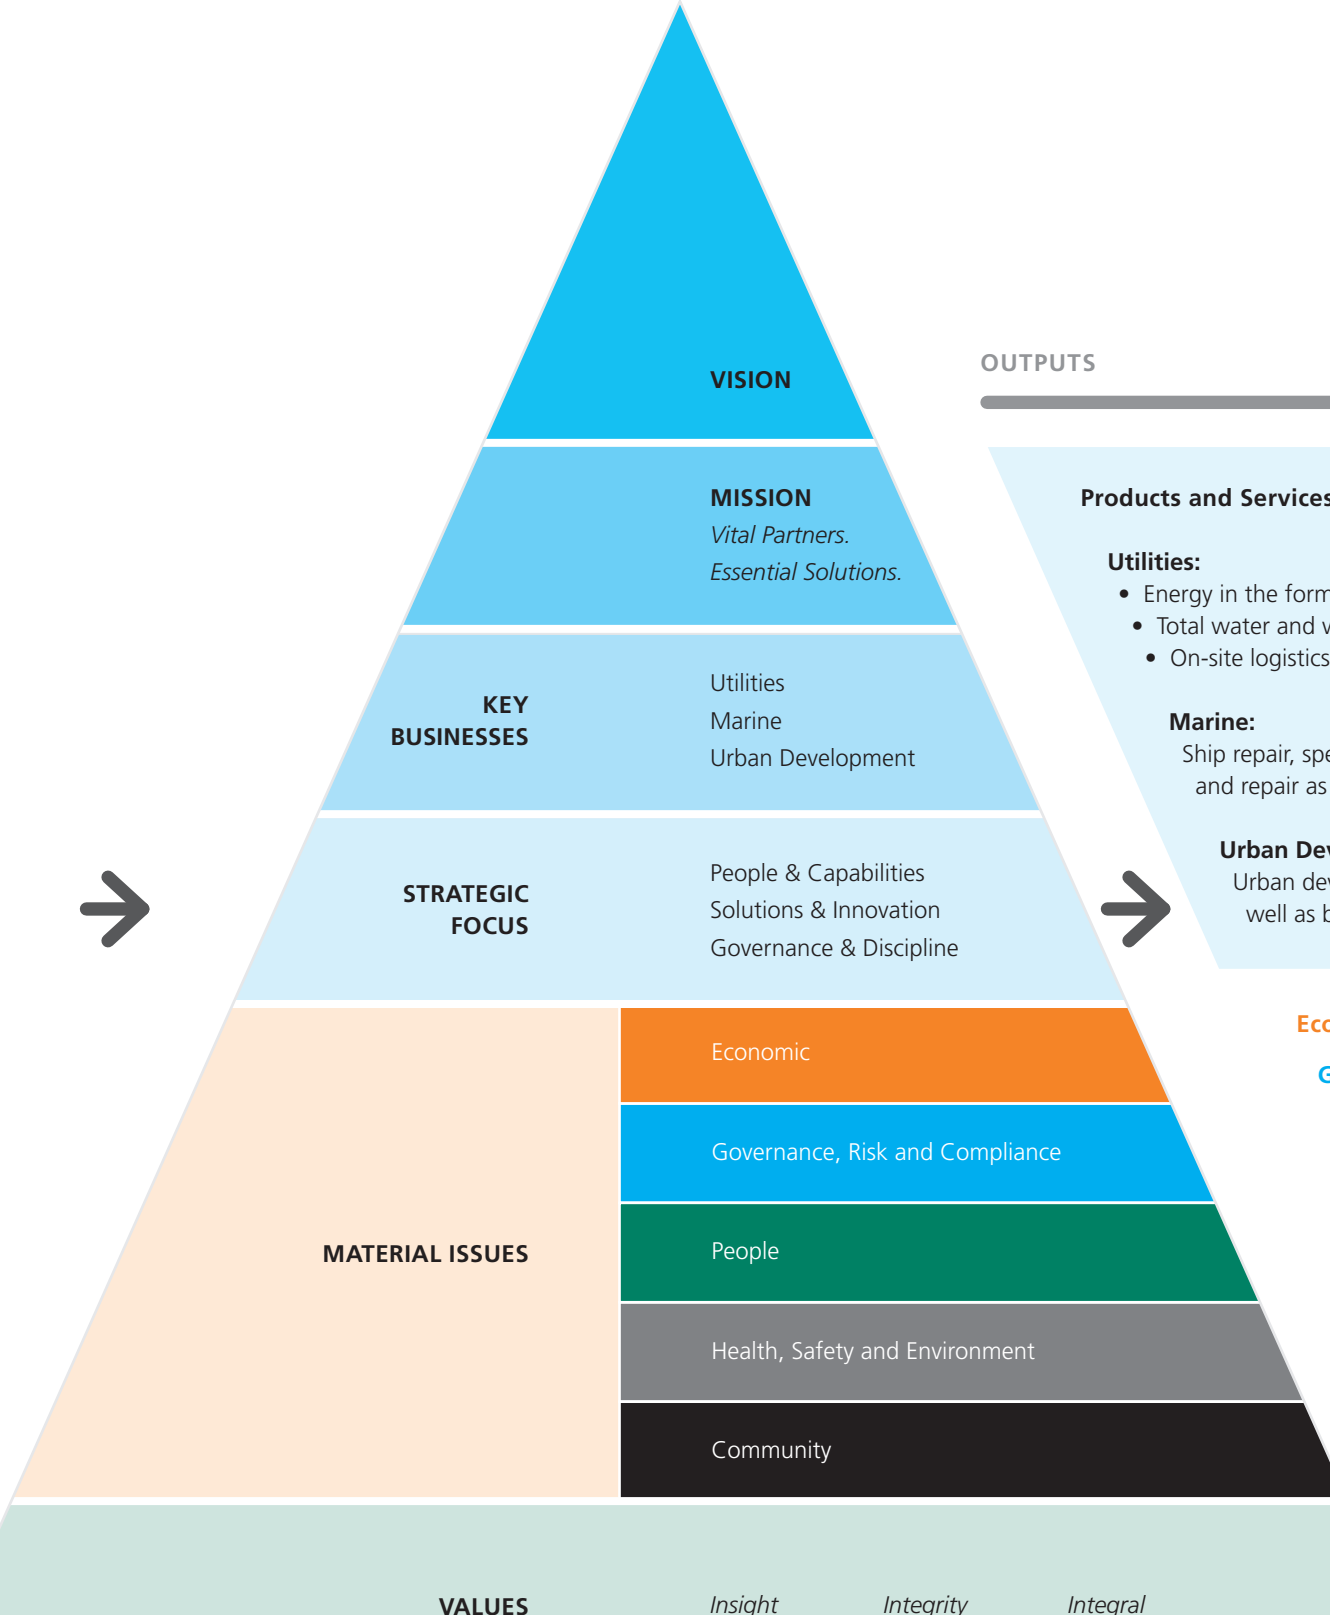 VISION
MISSION
Vital Partners.
Essential Solutions.
KEY
BUSINESSES
Utilities
Marine
Urban Development
STRATEGIC
FOCUS
People & Capabilities
Solutions & Innovation
Governance & Discipline
MATERIAL ISSUES
Economic
Governance, Risk and Compliance
People
Health, Safety and Environment
Community
VALUES
Insight Integrity Integral
OUTPUTS
Products and Services
Utilities:
• Energy in the form
• Total water and
• On-site logistics
Marine:
Ship repair,
and repair as
Urban
Urban
well as